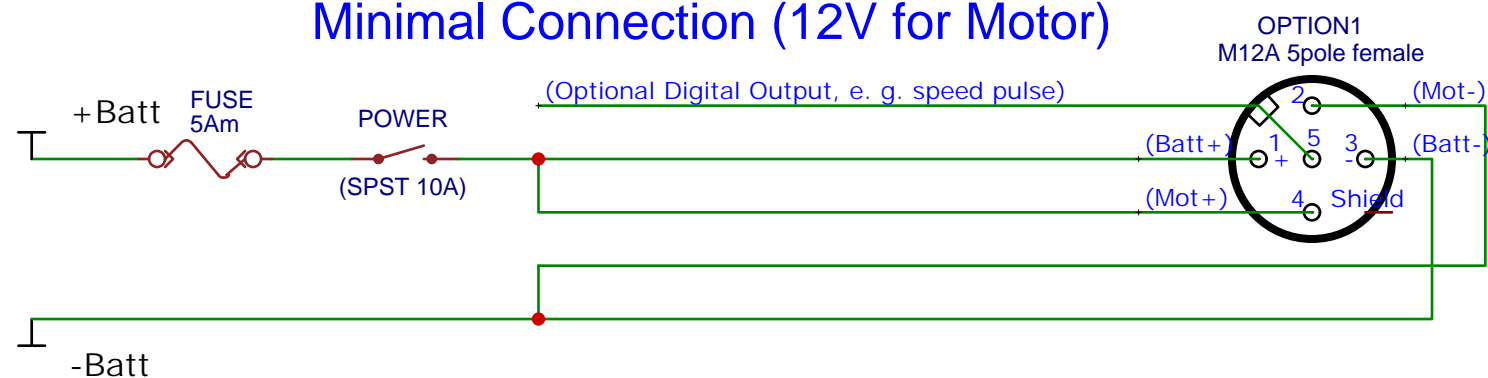 Minimal Connection (12V for Motor)
OPTION1
M12A 5pole female
+Batt
FUSE
5Am
POWER
(SPST 10A)
(Optional Digital Output, e. g. speed pulse)
2
(Mot-)
(Batt+)
1
5
3
(Batt-)
+
-
(Mot+)
4
Shield
-Batt